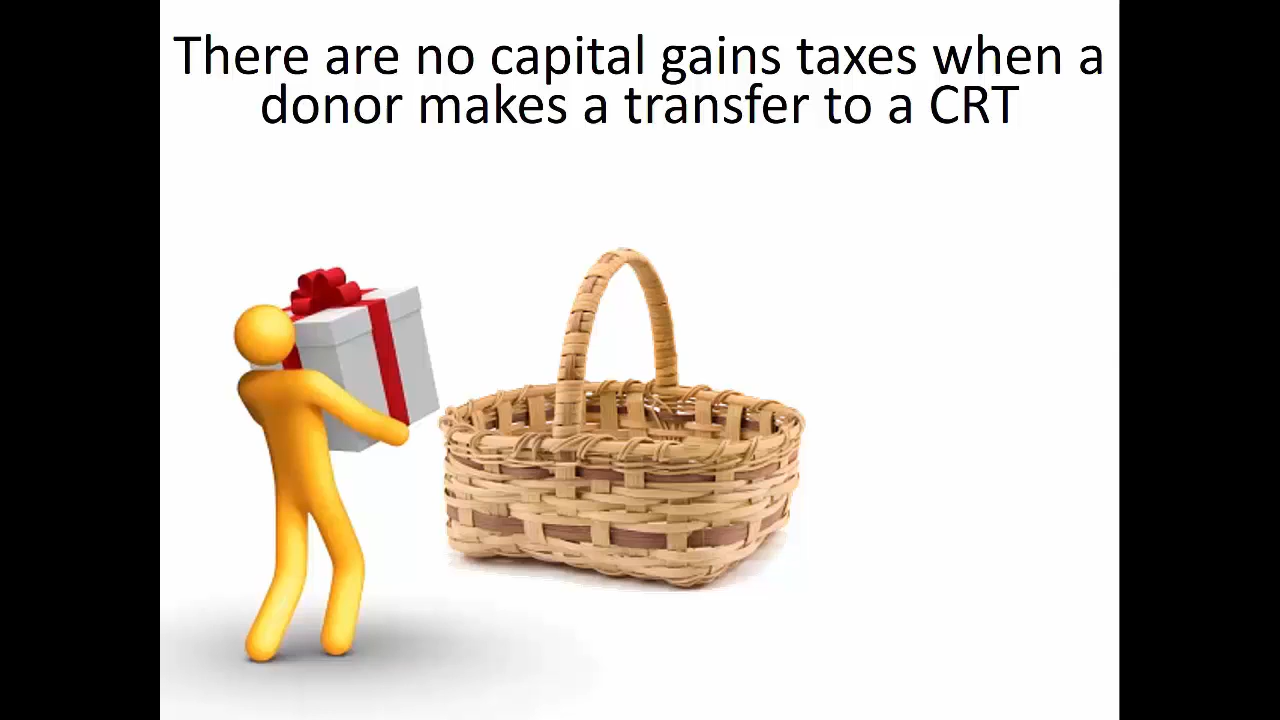 There are no capital gains taxes when a
donor makes a transfer to a CRT